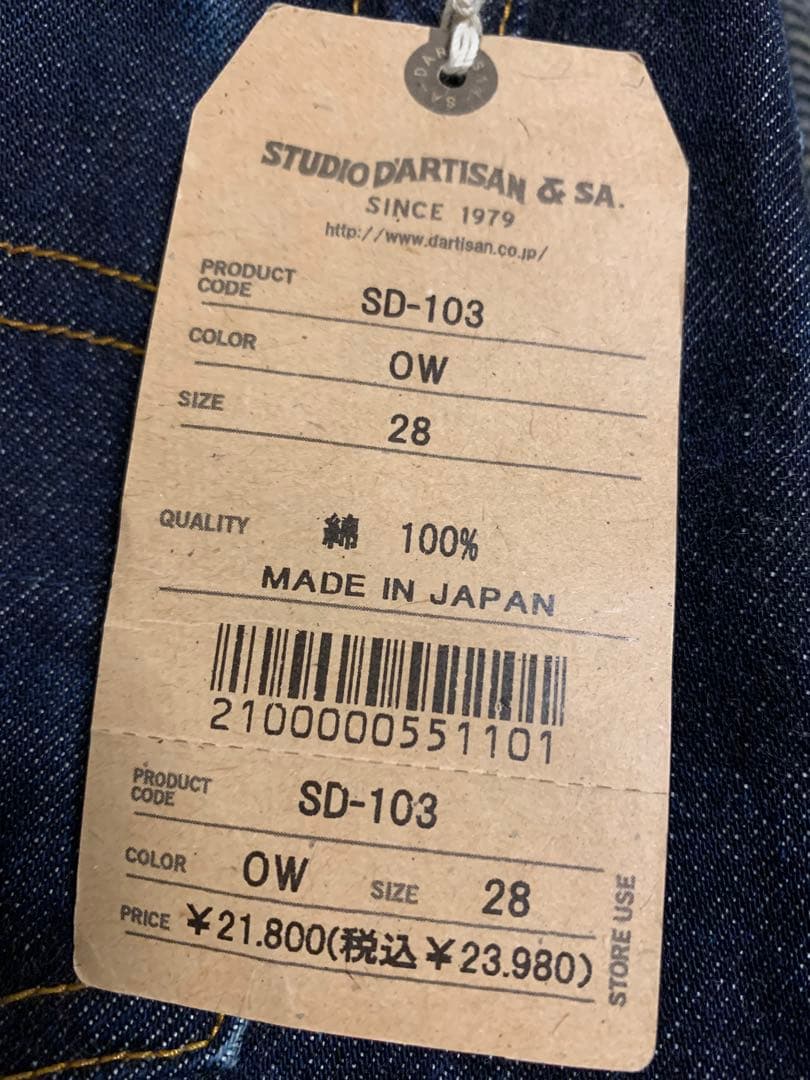 STUDIO D'ARTISAN & SA.
SINCE 1979
http://www.dartisan.co.jp/
PRODUCT CODE SD-103
COLOR OW
SIZE 28
QUALITY 綿 100%
MADE IN JAPAN
2100000551101
PRODUCT CODE SD-103
COLOR OW SIZE 28
PRICE ¥21.800(税込¥23.980)
STORE USE